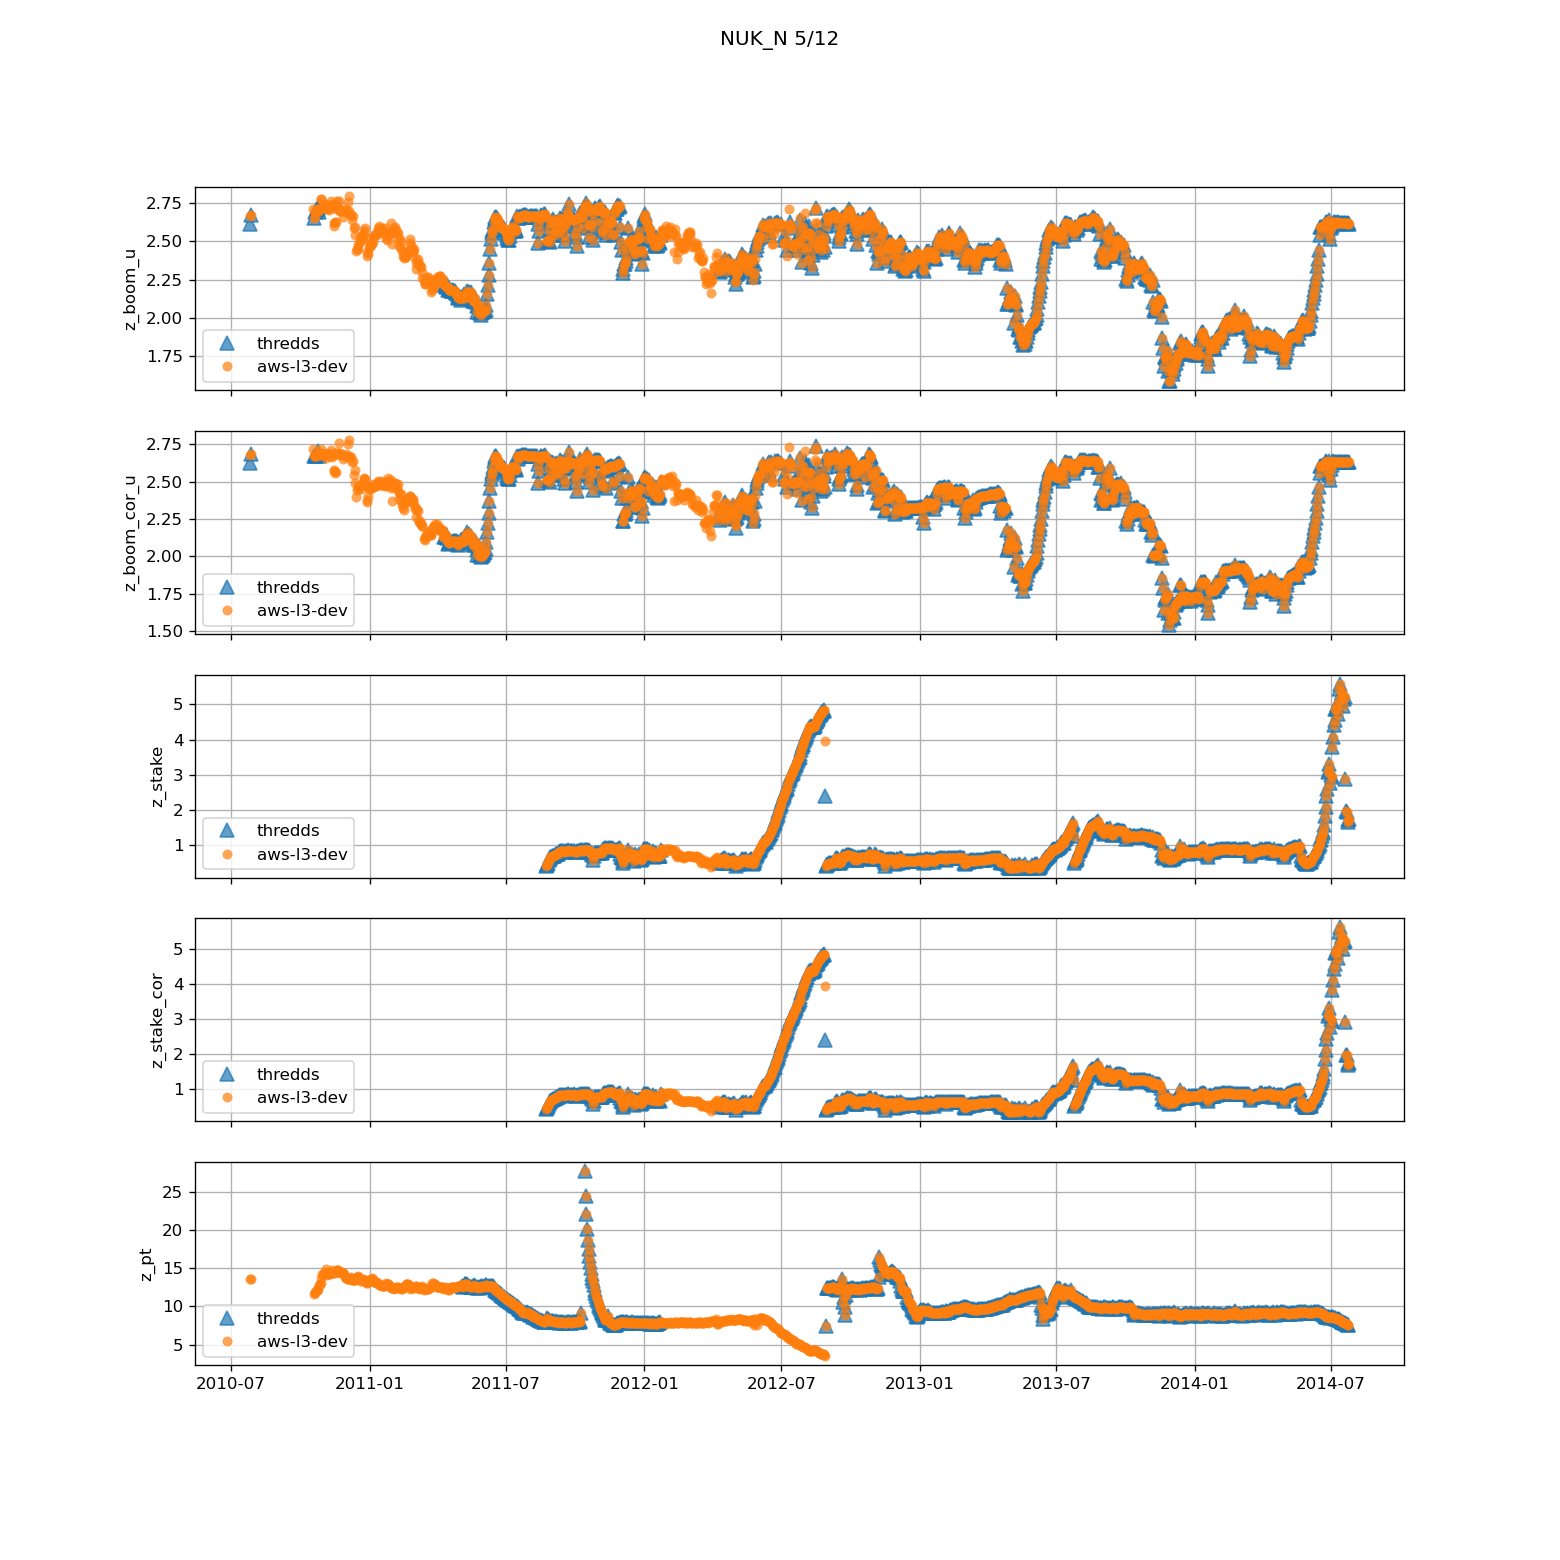 NUK_N 5/12
z_boom_u
2.75
2.50
2.25
2.00
1.75
thredds
aws-l3-dev
z_boom_cor_u
2.75
2.50
2.25
2.00
1.75
1.50
thredds
aws-l3-dev
z_stake
5
4
3
2
1
thredds
aws-l3-dev
z_stake_cor
5
4
3
2
1
thredds
aws-l3-dev
z_pt
25
20
15
10
5
thredds
aws-l3-dev
2010-07 2011-01 2011-07 2012-01 2012-07 2013-01 2013-07 2014-01 2014-07